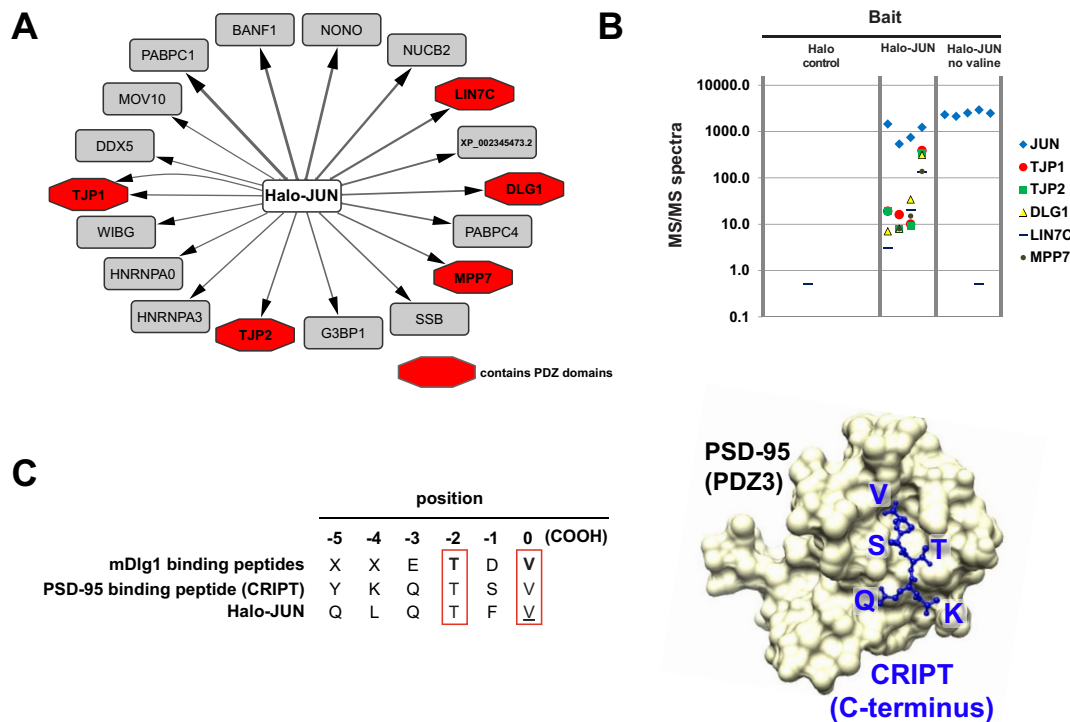 A
BANF1
NONO
PABPC1
NUCB2
MOV10
LIN7C
DDX5
XP_002345473.2
TJP1
Halo-JUN
DLG1
WIBG
PABPC4
HNRNPA0
MPP7
HNRNPA3
SSB
TJP2
G3BP1
contains PDZ domains
B
Bait
Halo control
Halo-JUN
Halo-JUN no valine
MS/MS spectra
10000.0
1000.0
100.0
10.0
1.0
0.1
JUN
TJP1
TJP2
DLG1
LIN7C
MPP7
C
position
-5 -4 -3 -2 -1 0 (COOH)
mDlg1 binding peptides X X E T D V
PSD-95 binding peptide (CRIPT) Y K Q T S V
Halo-JUN Q L Q T F V
PSD-95
(PDZ3)
V
S
T
Q
K
CRIPT
(C-terminus)